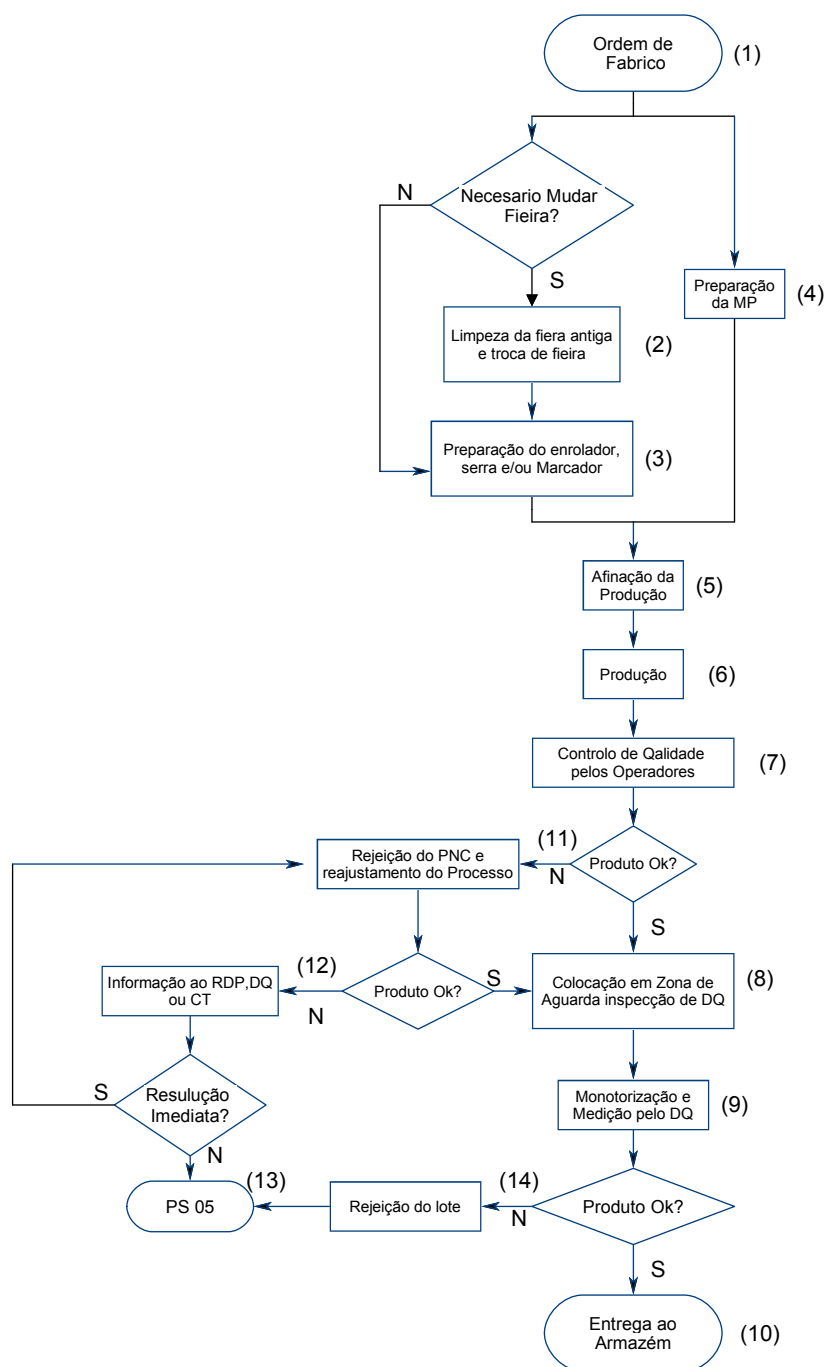 Ordem de
Fabrico
(1)
Necesario Mudar
Fieira?
N
S
Preparação
da MP
(4)
Limpeza da fiera antiga
e troca de fieira
(2)
Preparação do enrolador,
serra e/ou Marcador
(3)
Afinação da
Produção
(5)
Produção
(6)
Controlo de Qalidade
pelos Operadores
(7)
Produto Ok?
(11)
N
S
Rejeição do PNC e
reajustamento do Processo
Produto Ok?
(12)
N
S
Informação ao RDP,DQ
ou CT
Colocação em Zona de
Aguarda inspecção de DQ
(8)
Resulução
Imediata?
S
N
Monotorização e
Medição pelo DQ
(9)
PS 05
(13)
Rejeição do lote
(14)
N
Produto Ok?
S
Entrega ao
Armazém
(10)